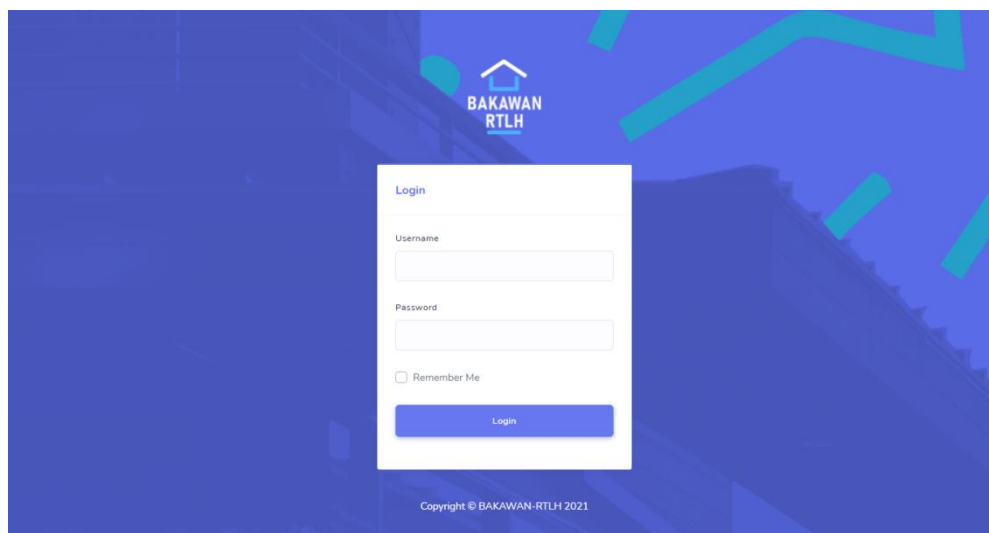 BAKAWAN
RTLH
Login
Username
Password
Remember Me
Login
Copyright © BAKAWAN-RTLH 2021